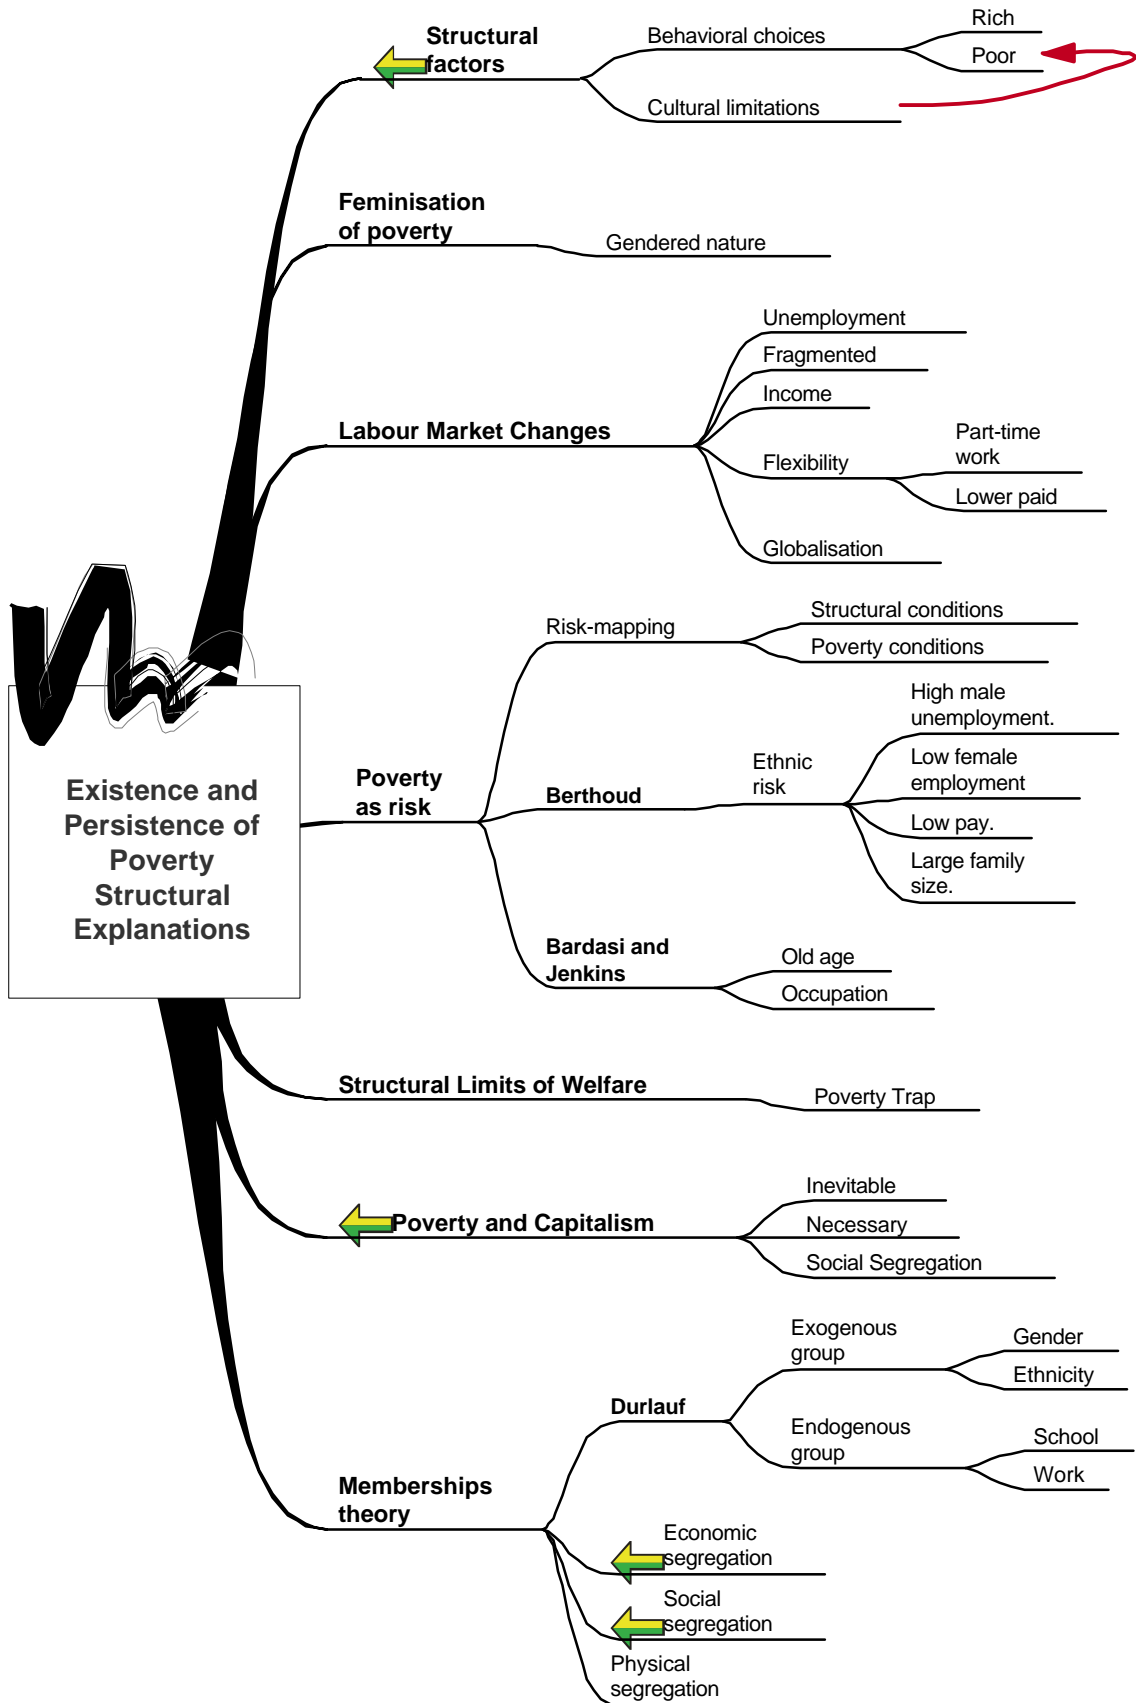 Structural
factors
Behavioral choices
Rich
Poor
Cultural limitations
Feminisation
of poverty
Gendered nature
Labour Market Changes
Unemployment
Fragmented
Income
Flexibility
Part-time
work
Lower paid
Globalisation
Existence and
Persistence of
Poverty
Structural
Explanations
Poverty
as risk
Risk-mapping
Structural conditions
Poverty conditions
Berthoud
Ethnic
risk
High male
unemployment.
Low female
employment
Low pay.
Large family
size.
Bardasi and
Jenkins
Old age
Occupation
Structural Limits of Welfare
Poverty Trap
Poverty and Capitalism
Inevitable
Necessary
Social Segregation
Memberships
theory
Durlauf
Exogenous
group
Gender
Ethnicity
Endogenous
group
School
Work
Economic
segregation
Social
segregation
Physical
segregation